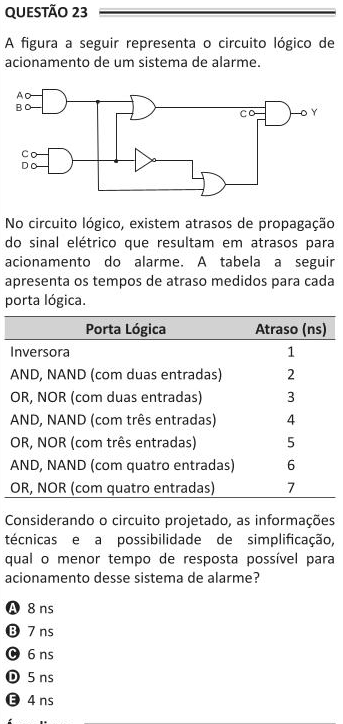 QUESTÃO 23
A figura a seguir representa o circuito lógico de
acionamento de um sistema de alarme.
A
B
C
Y
C
D
No circuito lógico, existem atrasos de propagação
do sinal elétrico que resultam em atrasos para
acionamento do alarme. A tabela a seguir
apresenta os tempos de atraso medidos para cada
porta lógica.
Porta Lógica Atraso (ns)
Inversora 1
AND, NAND (com duas entradas) 2
OR, NOR (com duas entradas) 3
AND, NAND (com três entradas) 4
OR, NOR (com três entradas) 5
AND, NAND (com quatro entradas) 6
OR, NOR (com quatro entradas) 7
Considerando o circuito projetado, as informações
técnicas e a possibilidade de simplificação,
qual o menor tempo de resposta possível para
acionamento desse sistema de alarme?
A 8 ns
B 7 ns
C 6 ns
D 5 ns
E 4 ns